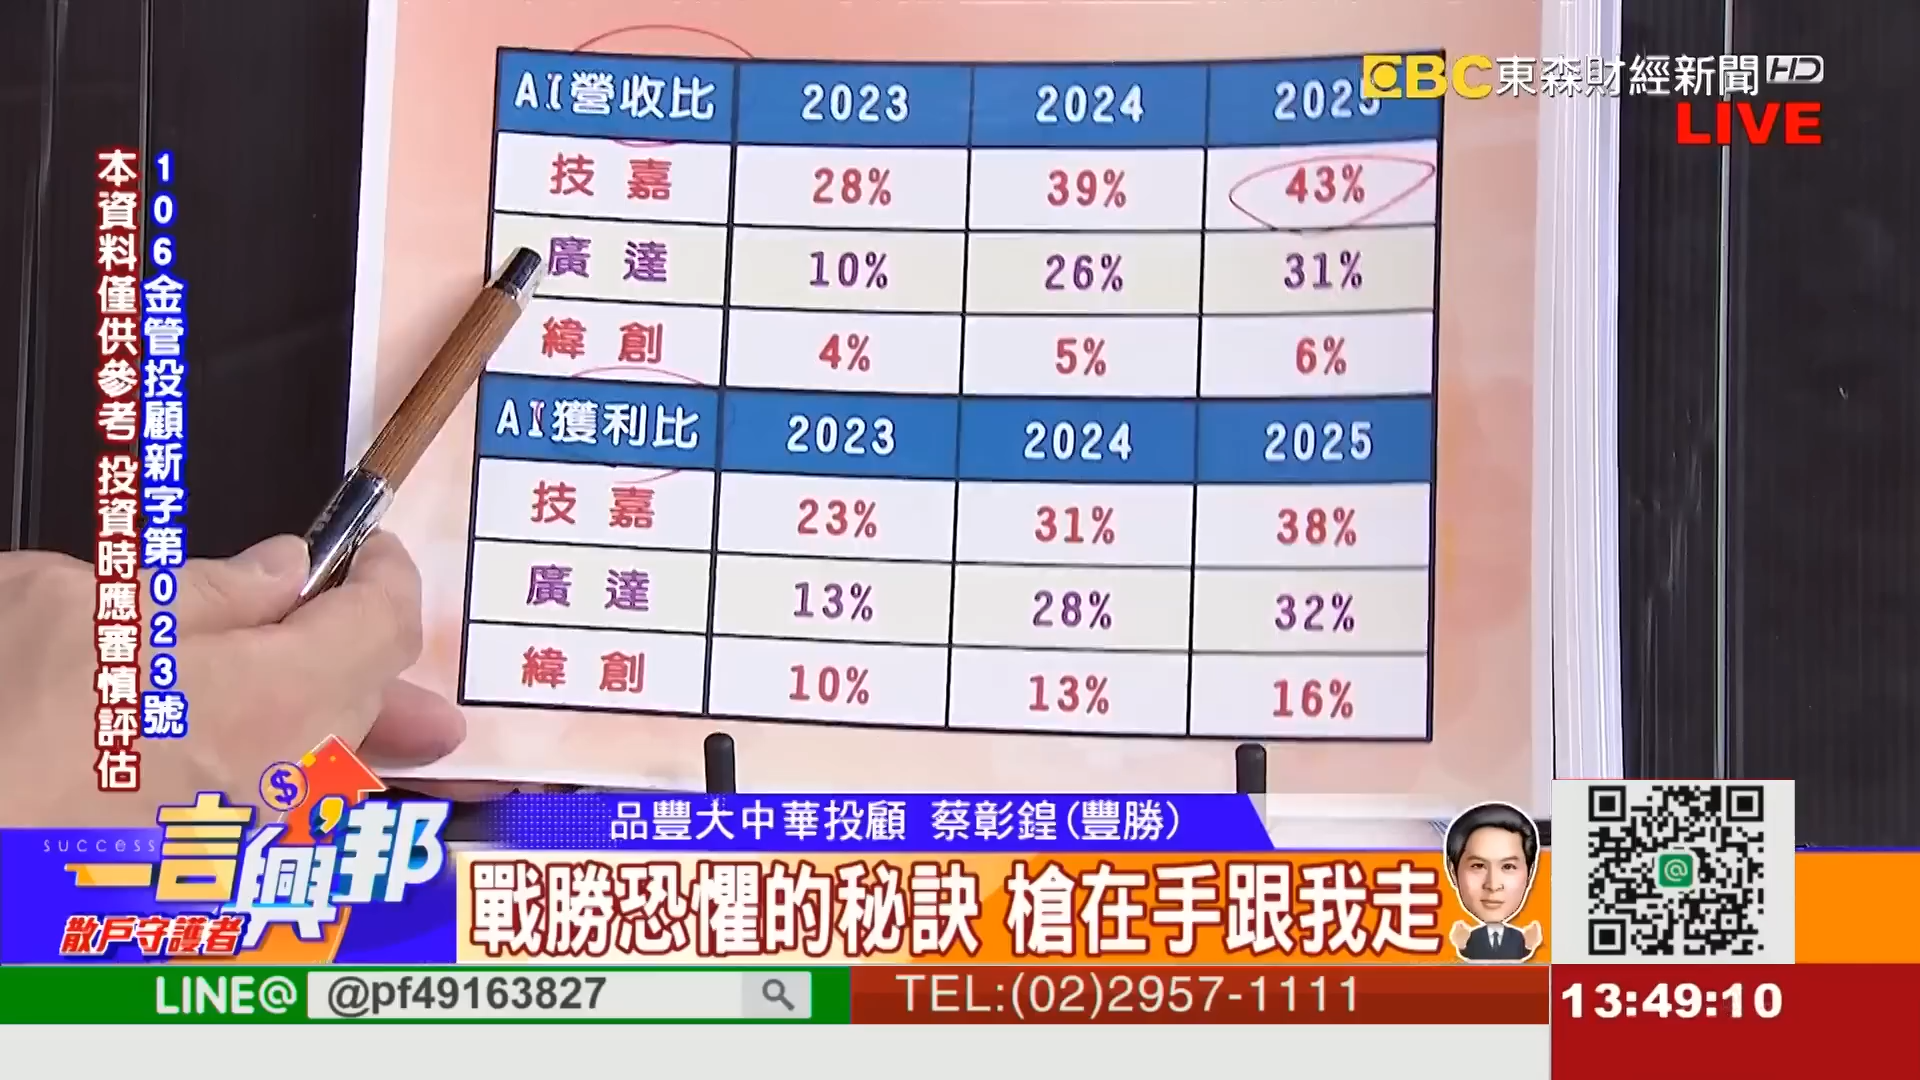 EBC東森財經新聞HD
LIVE
106金管投顧新字第023號
本資料僅供參考 投資時應審慎評估
AI營收比 2023 2024 2025
技嘉 28% 39% 43%
廣達 10% 26% 31%
緯創 4% 5% 6%
AI獲利比 2023 2024 2025
技嘉 23% 31% 38%
廣達 13% 28% 32%
緯創 10% 13% 16%
品豐大中華投顧 蔡彰鍠(豐勝)
success
一言興邦
散戶守護者
戰勝恐懼的秘訣 槍在手跟我走
LINE@ @pf49163827
TEL:(02)2957-1111
13:49:10